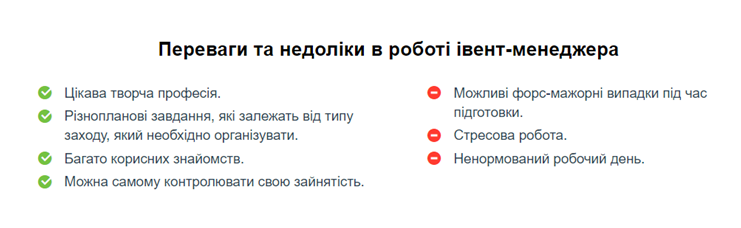 Переваги та недоліки в роботі івент-менеджера
Цікава творча професія.
Різнопланові завдання, які залежать від типу
заходу, який необхідно організувати.
Багато корисних знайомств.
Можна самому контролювати свою зайнятість.
Можливі форс-мажорні випадки під час
підготовки.
Стресова робота.
Ненормований робочий день.